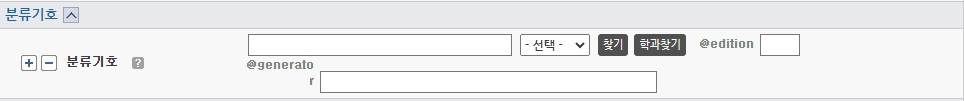 분류기호
분류기호 ? - 선택 - 찾기 학과찾기 @edition
@generato
r